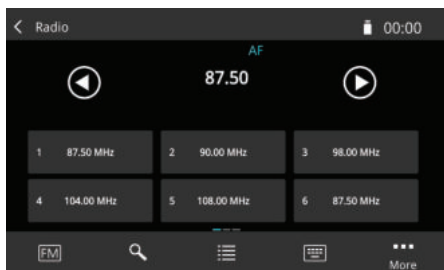 Radio 00:00
AF
87.50
1 87.50 MHz 2 90.00 MHz 3 98.00 MHz
4 104.00 MHz 5 108.00 MHz 6 87.50 MHz
FM More